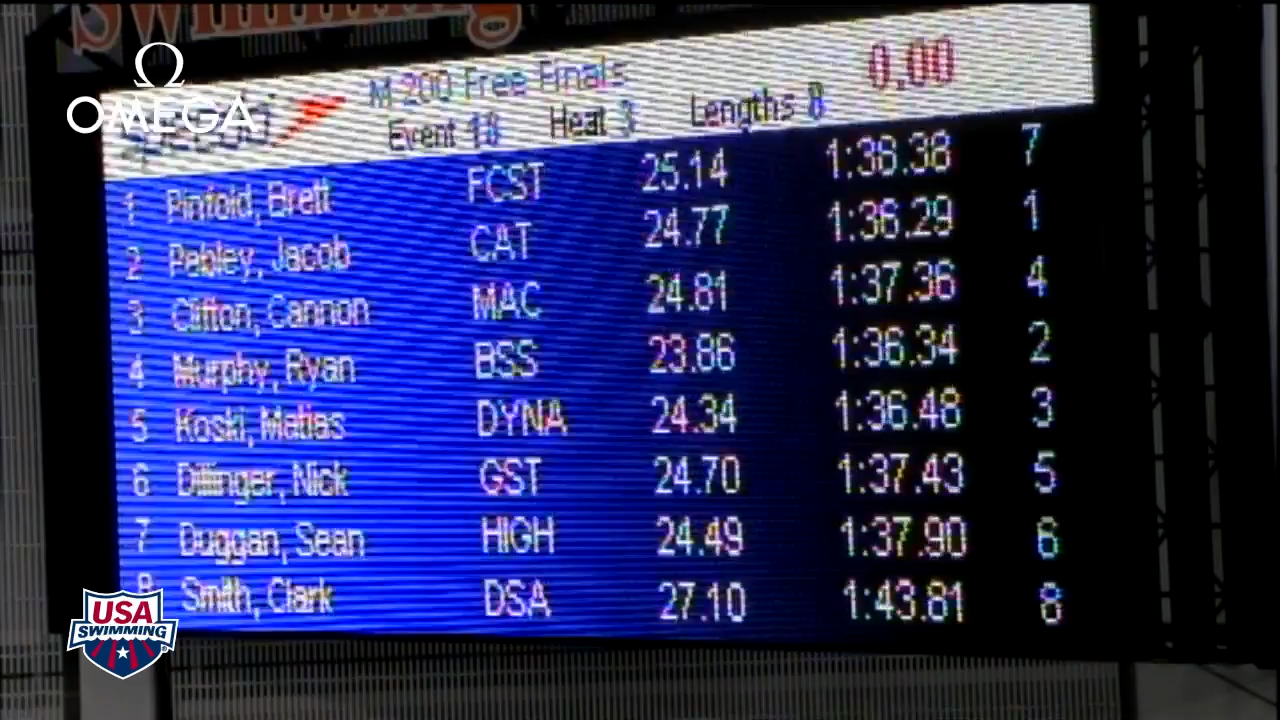 Swimming
Ω
OMEGA
speedo
M 200 Free Finals
0.00
Event 18 Heat 3 Lengths 8
1 Pinfold, Brett FCST 25.14 1:38.38 7
2 Pebley, Jacob CAT 24.77 1:36.29 1
3 Clifton, Cannon MAC 24.81 1:37.36 4
4 Murphy, Ryan BSS 23.86 1:36.34 2
5 Koski, Matias DYNA 24.34 1:36.48 3
6 Dillinger, Nick GST 24.70 1:37.43 5
7 Duggan, Sean HIGH 24.49 1:37.90 6
8 Smith, Clark DSA 27.10 1:43.81 8
USA
SWIMMING